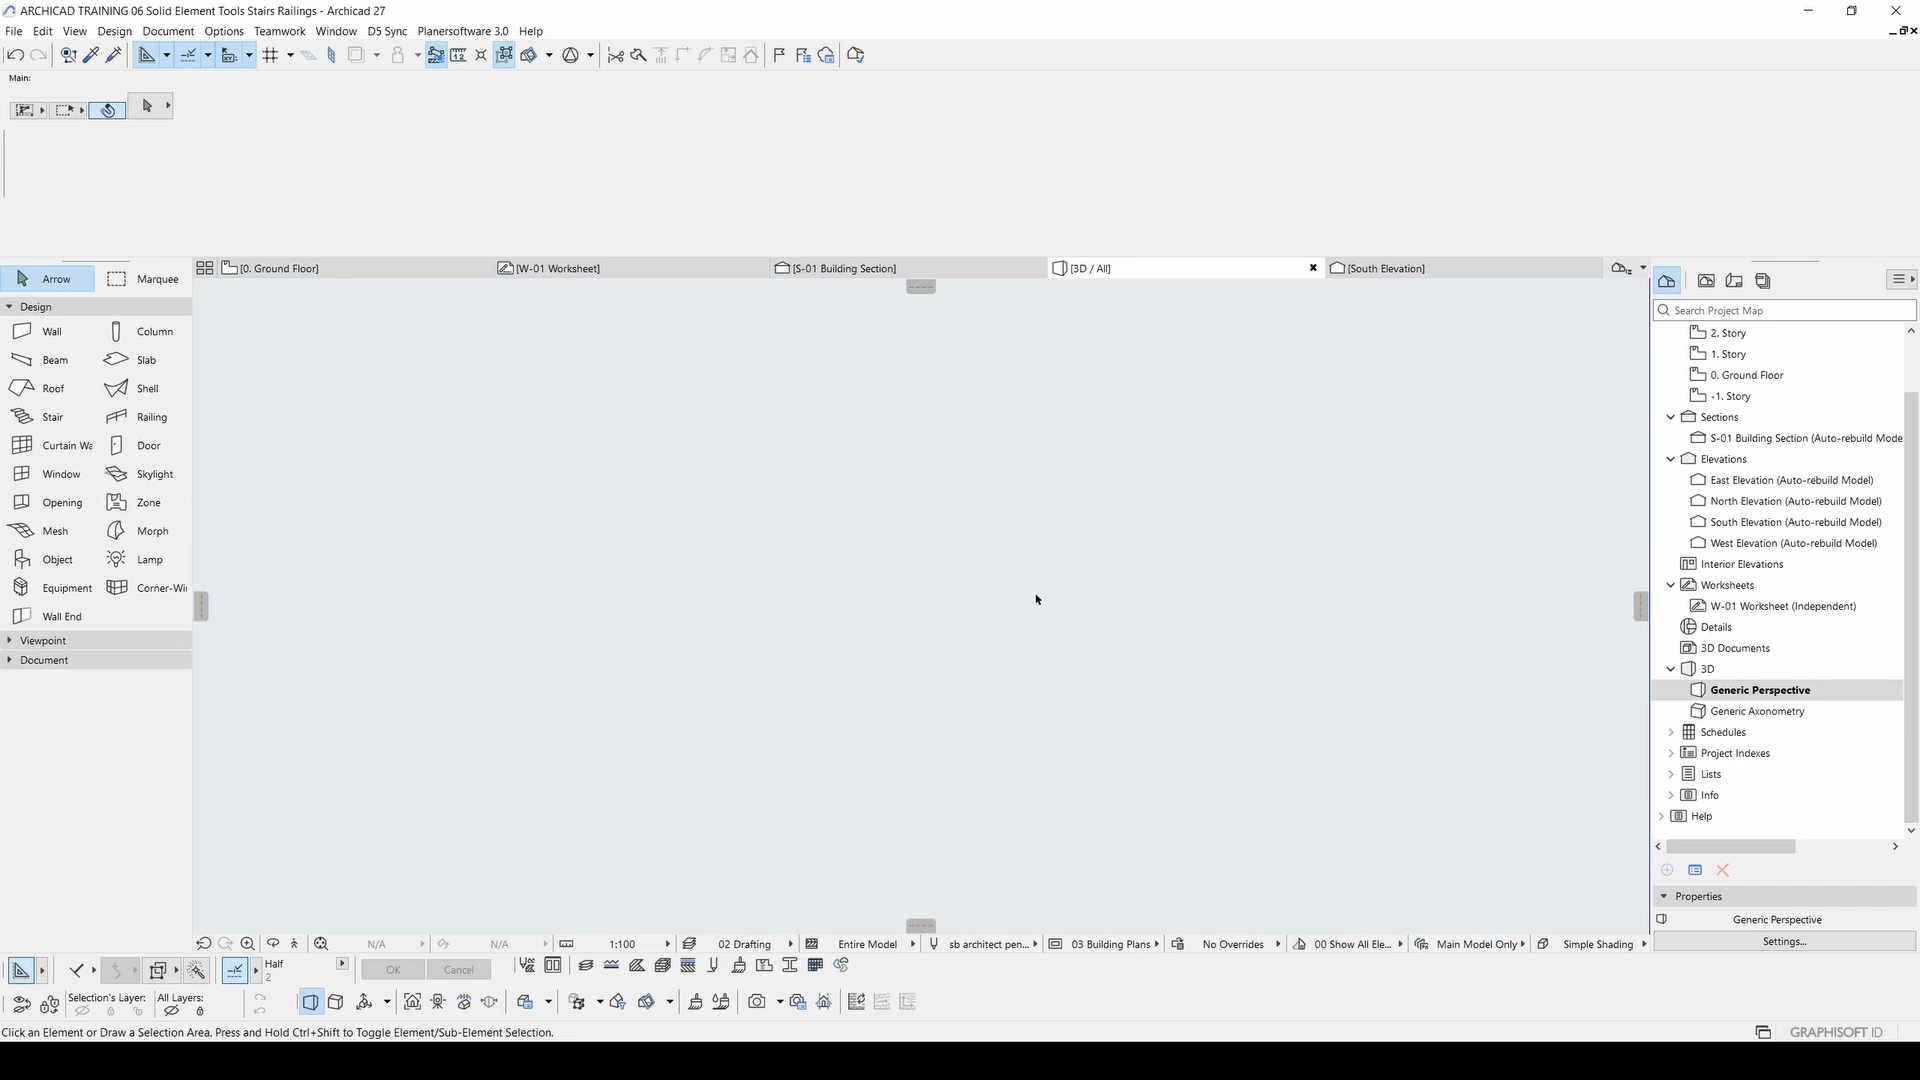 ARCHICAD TRAINING 06 Solid Element Tools Stairs Railings - Archicad 27
File Edit View Design Document Options Teamwork Window D5 Sync Planersoftware 3.0 Help
Main:
[0. Ground Floor] [W-01 Worksheet] [S-01 Building Section] [3D / All] [South Elevation]
Arrow Marquee
Design
Wall Column
Beam Slab
Roof Shell
Stair Railing
Curtain Wa Door
Window Skylight
Opening Zone
Mesh Morph
Object Lamp
Equipment Corner-Wi
Wall End
Viewpoint
Document
Search Project Map
2. Story
1. Story
0. Ground Floor
-1. Story
Sections
S-01 Building Section (Auto-rebuild Mode
Elevations
East Elevation (Auto-rebuild Model)
North Elevation (Auto-rebuild Model)
South Elevation (Auto-rebuild Model)
West Elevation (Auto-rebuild Model)
Interior Elevations
Worksheets
W-01 Worksheet (Independent)
Details
3D Documents
3D
Generic Perspective
Generic Axonometry
Schedules
Project Indexes
Lists
Info
Help
Properties
Generic Perspective
Settings...
N/A N/A 1:100 02 Drafting Entire Model sb architect pen... 03 Building Plans No Overrides 00 Show All Ele... Main Model Only Simple Shading
Half
2
OK Cancel
Selection's Layer: All Layers:
Click an Element or Draw a Selection Area. Press and Hold Ctrl+Shift to Toggle Element/Sub-Element Selection.
GRAPHISOFT ID